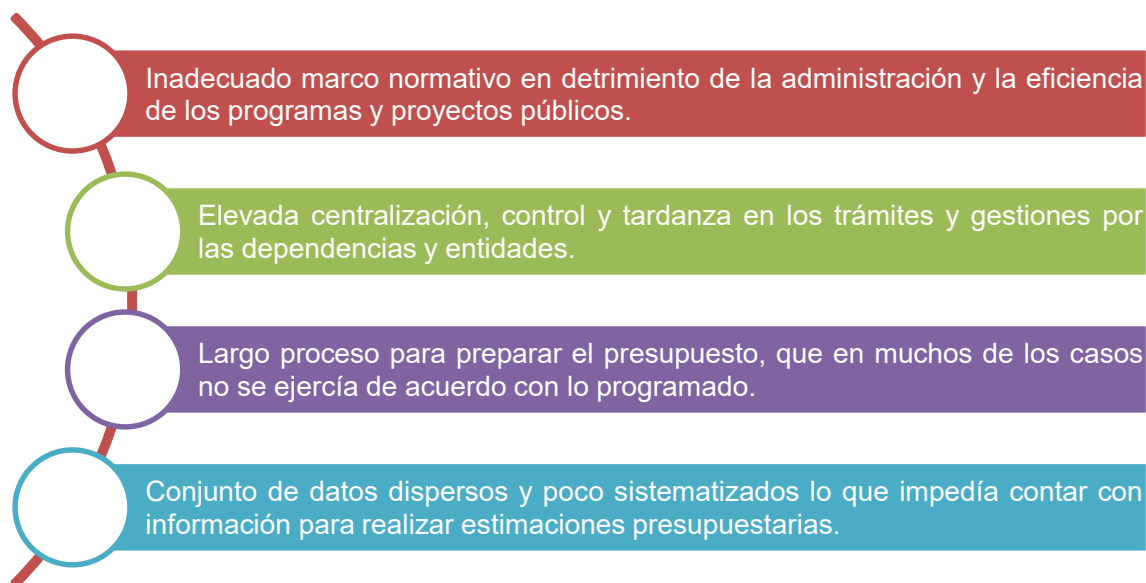 Inadecuado marco normativo en detrimento de la administración y la eficiencia
de los programas y proyectos públicos.
Elevada centralización, control y tardanza en los trámites y gestiones por
las dependencias y entidades.
Largo proceso para preparar el presupuesto, que en muchos de los casos
no se ejercía de acuerdo con lo programado.
Conjunto de datos dispersos y poco sistematizados lo que impedía contar con
información para realizar estimaciones presupuestarias.